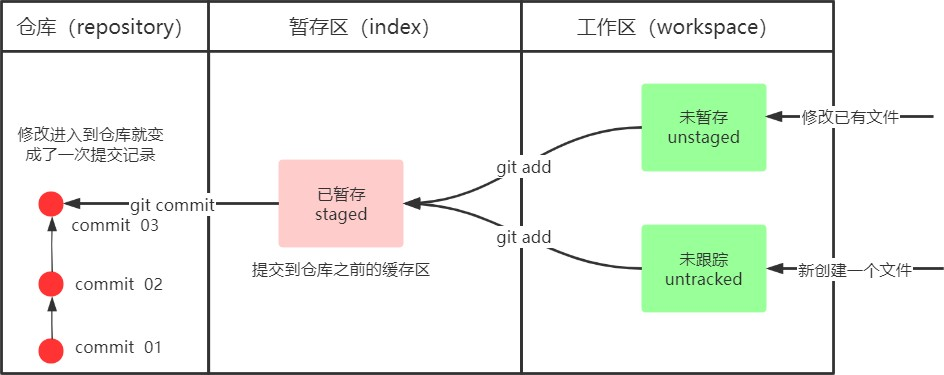 仓库（repository）
暂存区（index）
工作区（workspace）
修改进入到仓库就变
成了一次提交记录
git commit
commit 03
commit 02
commit 01
已暂存
staged
提交到仓库之前的缓存区
git add
git add
未暂存
unstaged
修改已有文件
未跟踪
untracked
新创建一个文件